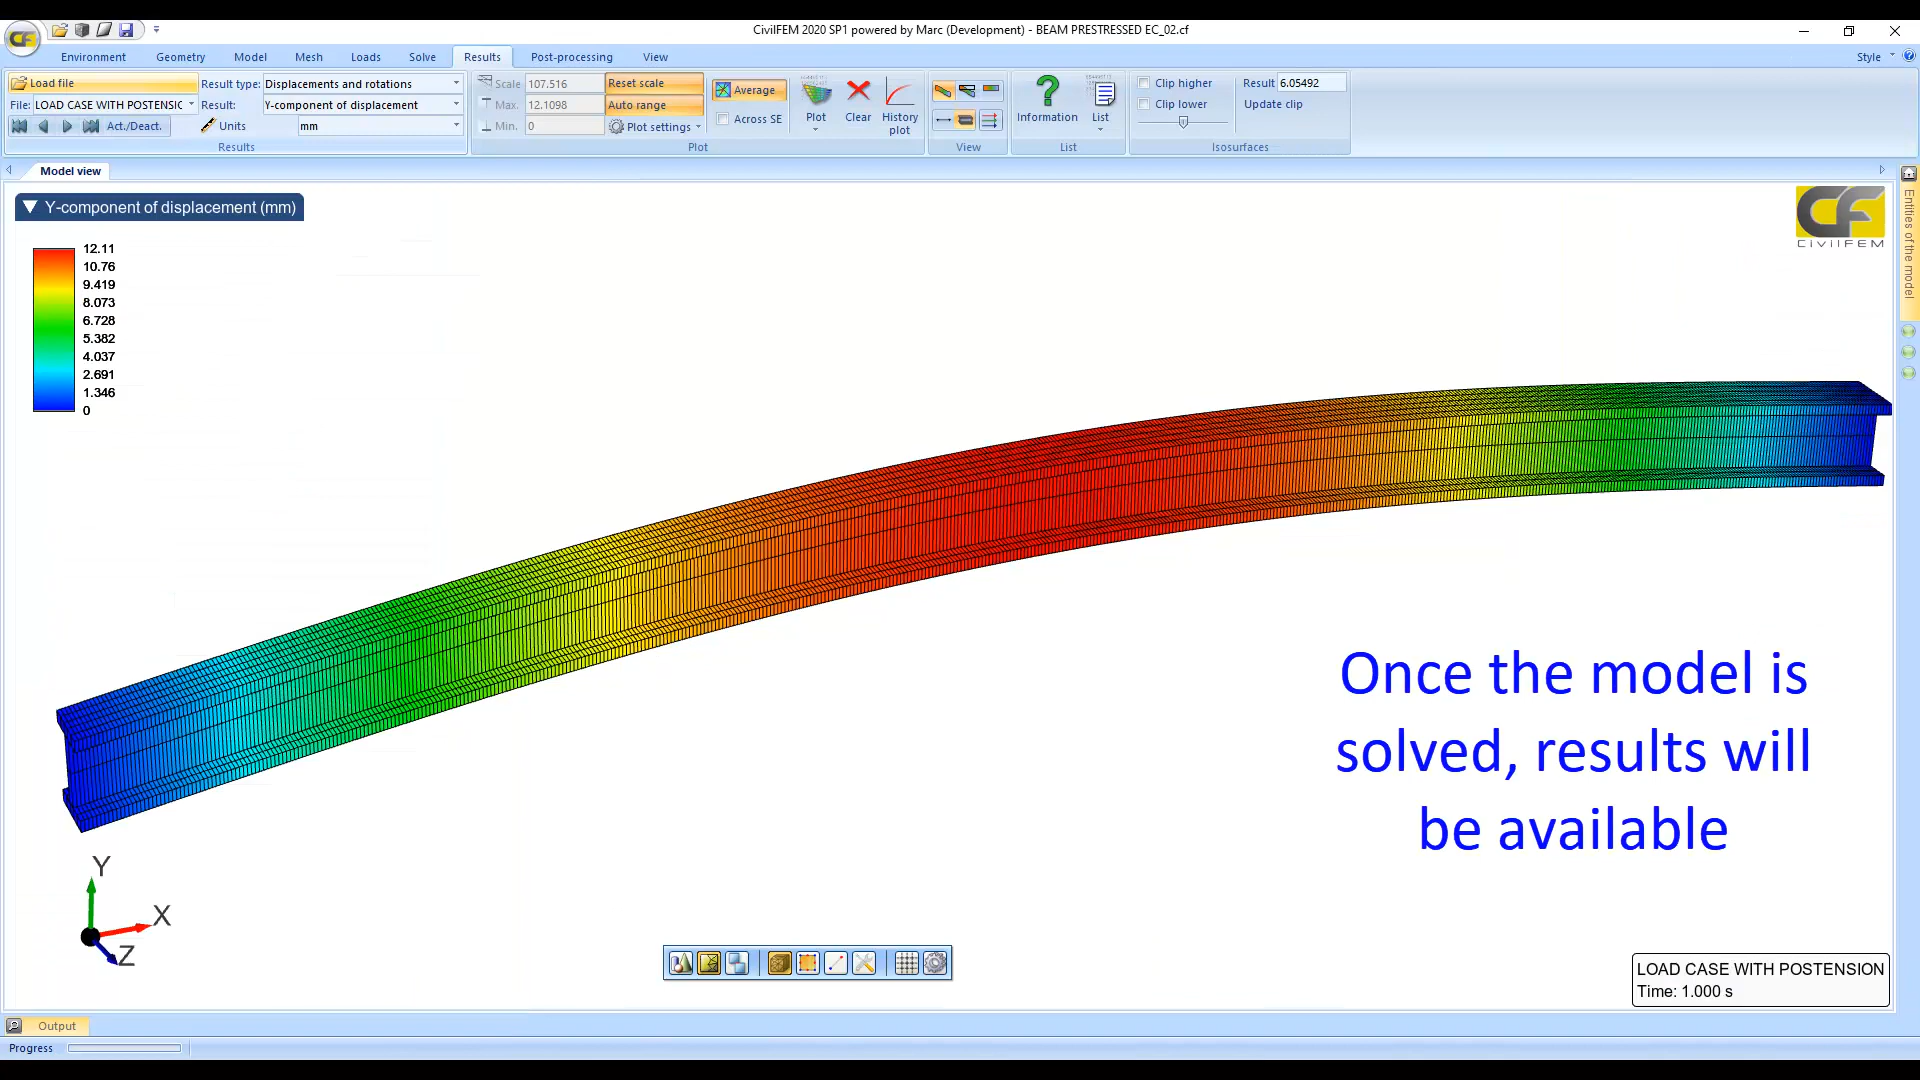 CivilFEM 2020 SP1 powered by Marc (Development) - BEAM PRESTRESSED EC_02.cf
Environment Geometry Model Mesh Loads Solve Results Post-processing View Style
Load file Result type: Displacements and rotations Scale 107.516 Reset scale Average Plot Clear History plot Information List Clip higher Result 6.05492
File: LOAD CASE WITH POSTENSIC Result: Y-component of displacement Max. 12.1098 Auto range Clip lower Update clip
Act./Deact. Units mm Min. 0 Plot settings Across SE
Results Plot View List Isosurfaces
Model view
Y-component of displacement (mm)
CF
CIVILFEM
12.11
10.76
9.419
8.073
6.728
5.382
4.037
2.691
1.346
0
Entities of the model
Once the model is
solved, results will
be available
Y
X
Z
LOAD CASE WITH POSTENSION
Time: 1.000 s
Output
Progress